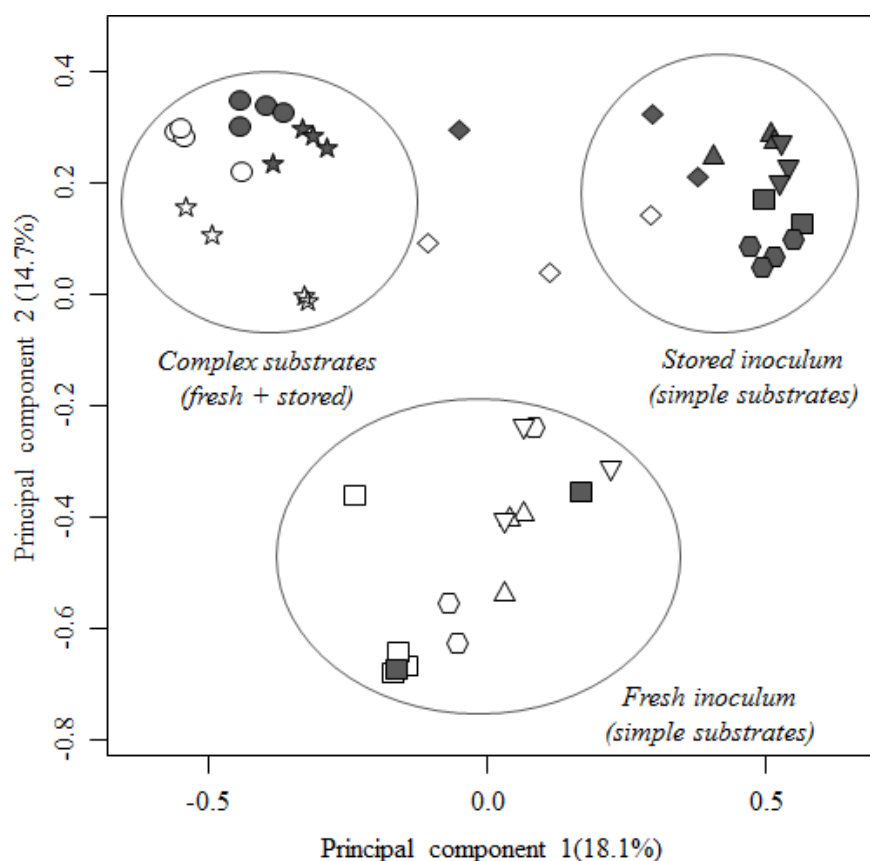 0.4
0.2
0.0
-0.2
-0.4
-0.6
-0.8
Principal component 2 (14.7%)
Complex substrates
(fresh + stored)
Stored inoculum
(simple substrates)
Fresh inoculum
(simple substrates)
-0.5
0.0
0.5
Principal component 1(18.1%)